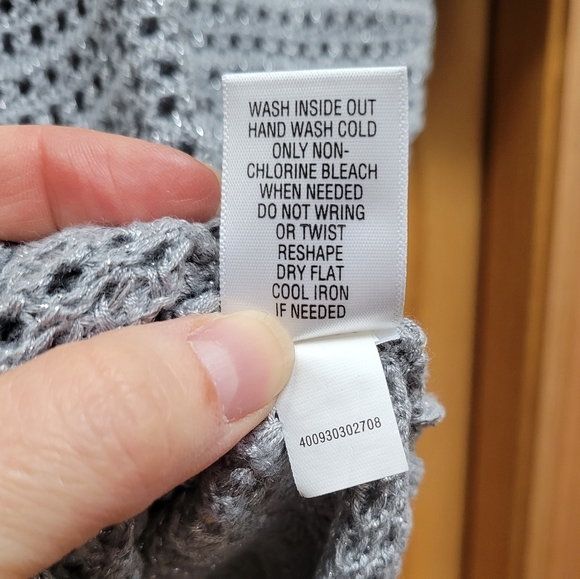 WASH INSIDE OUT
HAND WASH COLD
ONLY NON-
CHLORINE BLEACH
WHEN NEEDED
DO NOT WRING
OR TWIST
RESHAPE
DRY FLAT
COOL IRON
IF NEEDED
400930302708